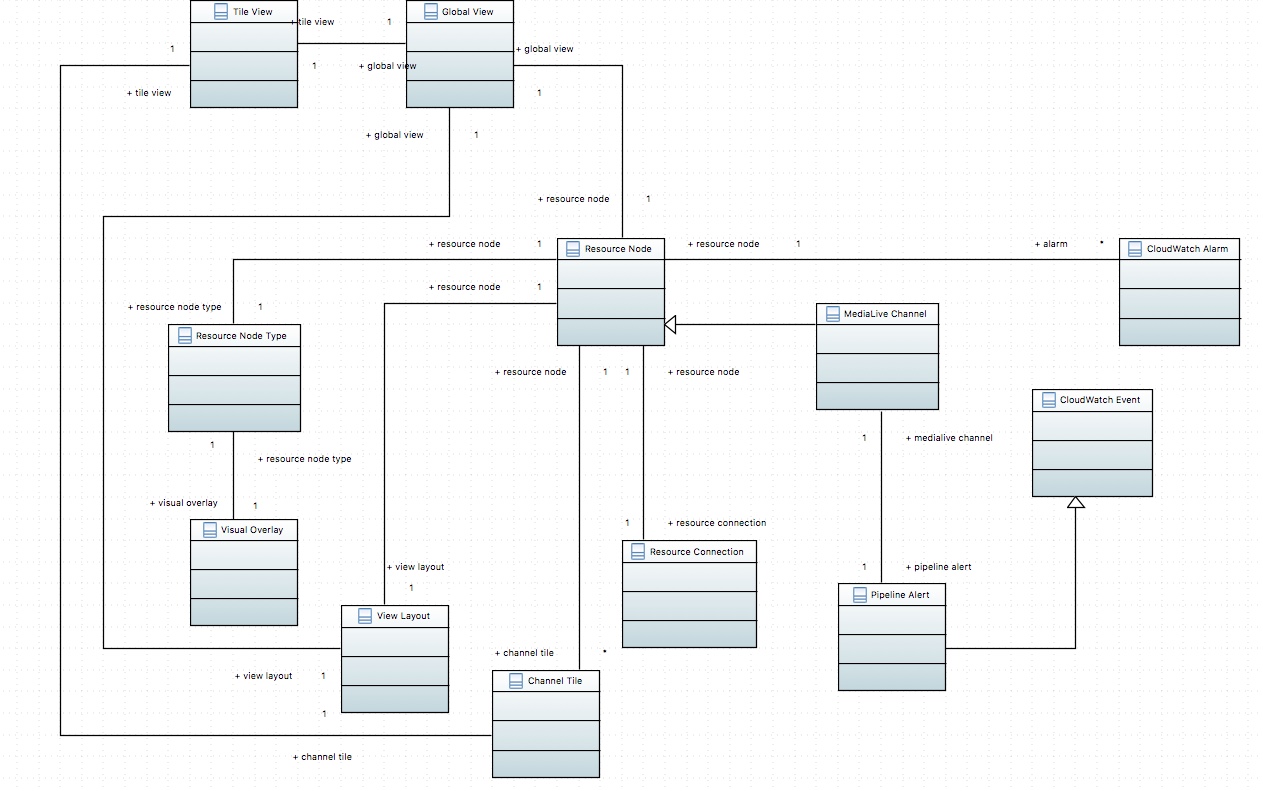 Tile View
Global View
+ tile view
1
1
+ global view
1
+ global view
+ tile view
1
+ global view
1
+ resource node
1
+ resource node
1
+ resource node
1
+ alarm
*
Resource Node
CloudWatch Alarm
+ resource node
1
+ resource node type
1
MediaLive Channel
Resource Node Type
+ resource node
1
1
+ resource node
CloudWatch Event
1
+ resource node type
1
+ medialive channel
+ visual overlay
1
1
+ resource connection
Visual Overlay
Resource Connection
+ view layout
1
+ pipeline alert
1
Pipeline Alert
View Layout
+ channel tile
*
+ view layout
1
Channel Tile
1
+ channel tile